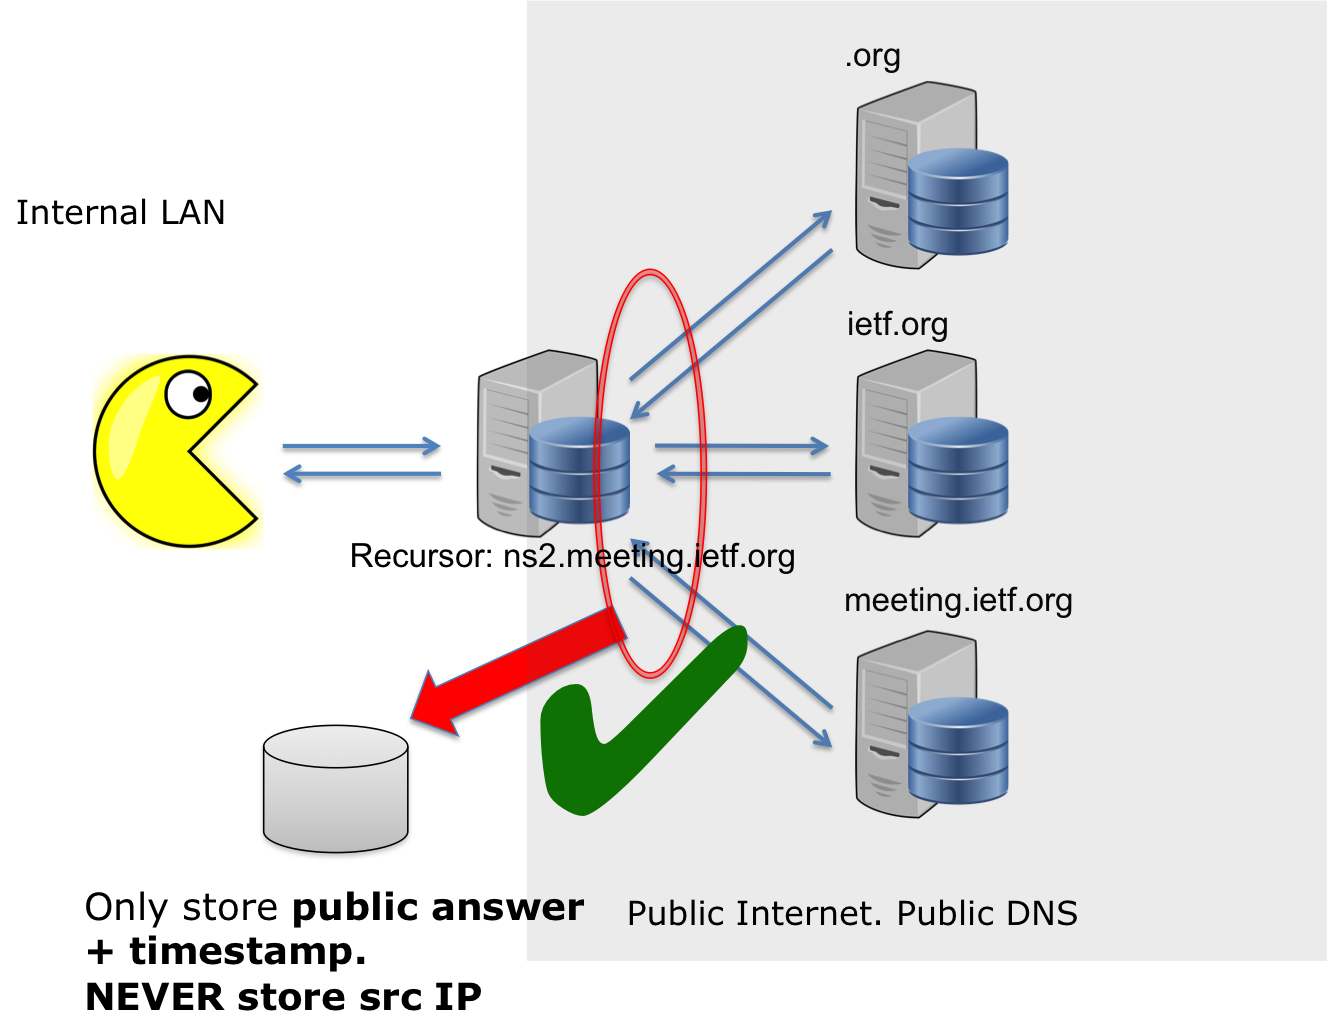 .org
Internal LAN
ietf.org
Recursor: ns2.meeting.ietf.org
meeting.ietf.org
Only store public answer
+ timestamp.
NEVER store src IP
Public Internet. Public DNS